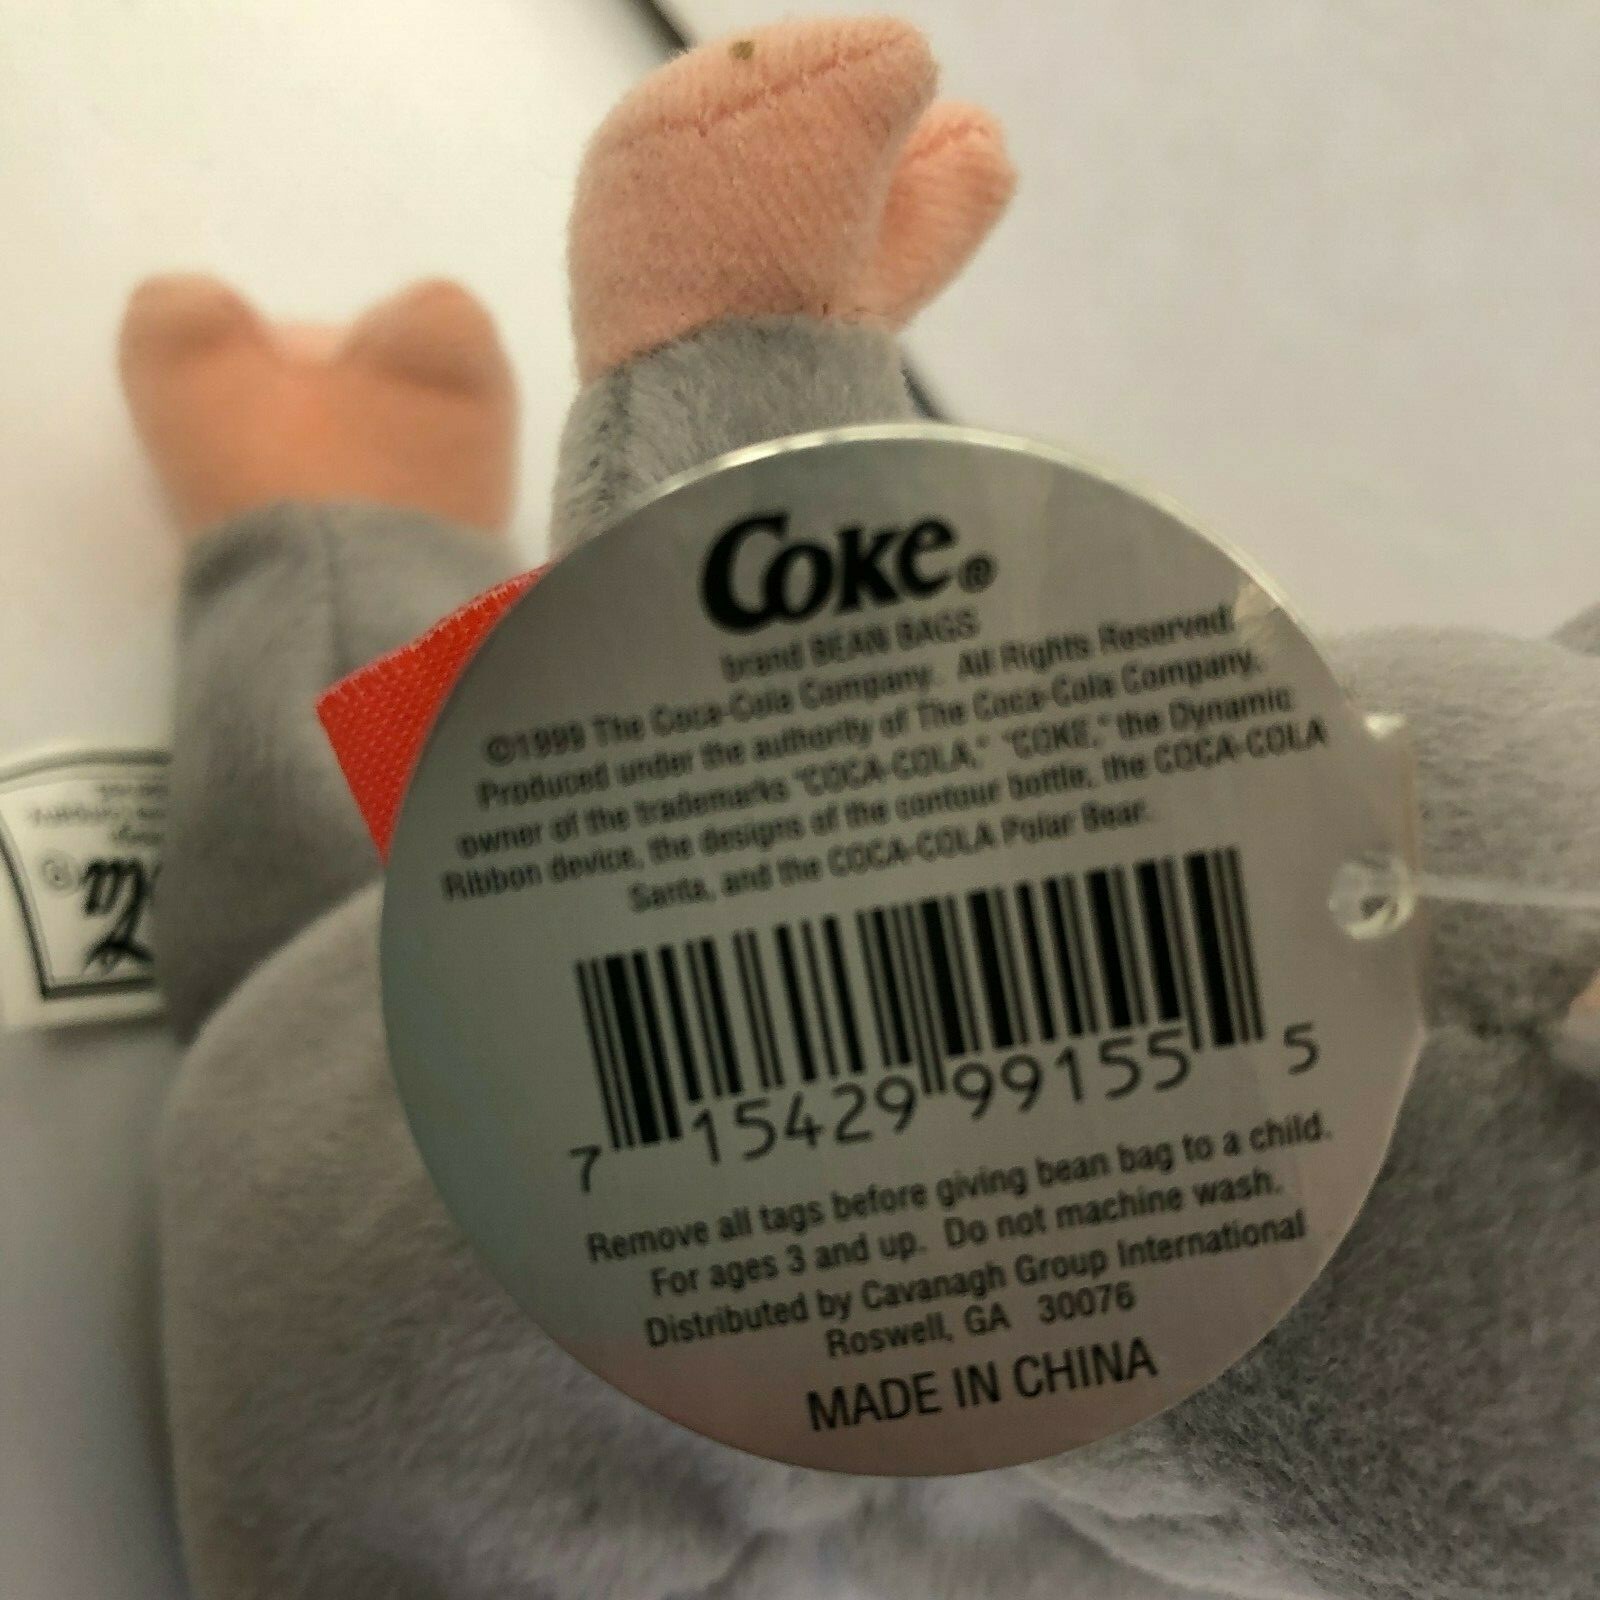 Coke®
brand BEAN BAGS
©1999 The Coca-Cola Company. All Rights Reserved.
Produced under the authority of The Coca-Cola Company,
owner of the trademarks "COCA-COLA," "COKE," the Dynamic
Ribbon device, the designs of the contour bottle, the COCA-COLA
Santa, and the COCA-COLA Polar Bear.
7 15429 99155 5
Remove all tags before giving bean bag to a child.
For ages 3 and up. Do not machine wash.
Distributed by Cavanagh Group International
Roswell, GA 30076
MADE IN CHINA